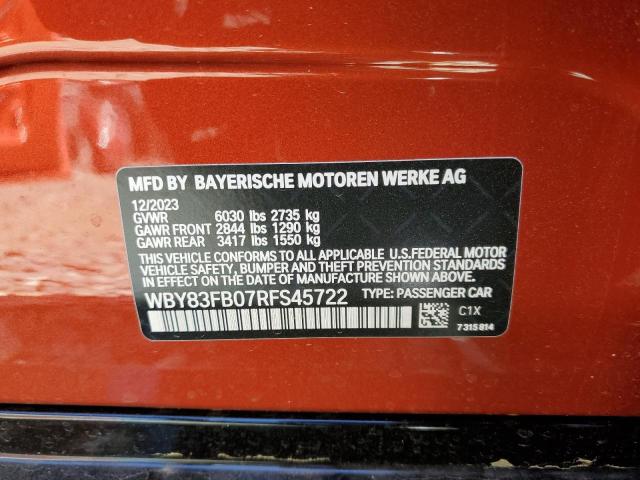 MFD BY BAYERISCHE MOTOREN WERKE AG
12/2023
GVWR 6030 lbs 2735 kg
GAWR FRONT 2844 lbs 1290 kg
GAWR REAR 3417 lbs 1550 kg
THIS VEHICLE CONFORMS TO ALL APPLICABLE U.S.FEDERAL MOTOR
VEHICLE SAFETY, BUMPER, AND THEFT PREVENTION STANDARDS
IN EFFECT ON THE DATE OF MANUFACTURE SHOWN ABOVE.
WBY83FB07RFS45722 TYPE: PASSENGER CAR
C1X
7315814